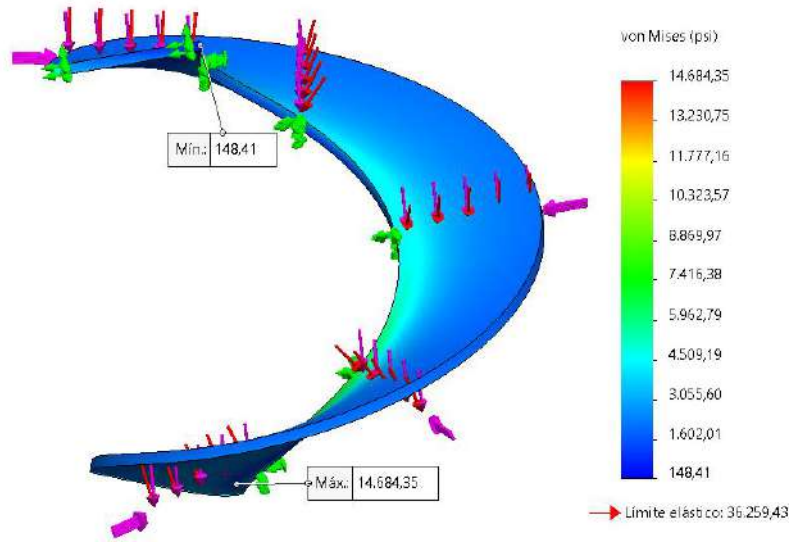 von Mises (psi)
14.684,35
13.230,75
11.777,16
10.323,57
8.869,97
7.416,38
5.962,79
4.509,19
3.055,60
1.602,01
148,41
Límite elástico: 36.259,43
Mín.: 148,41
Máx.: 14.684,35